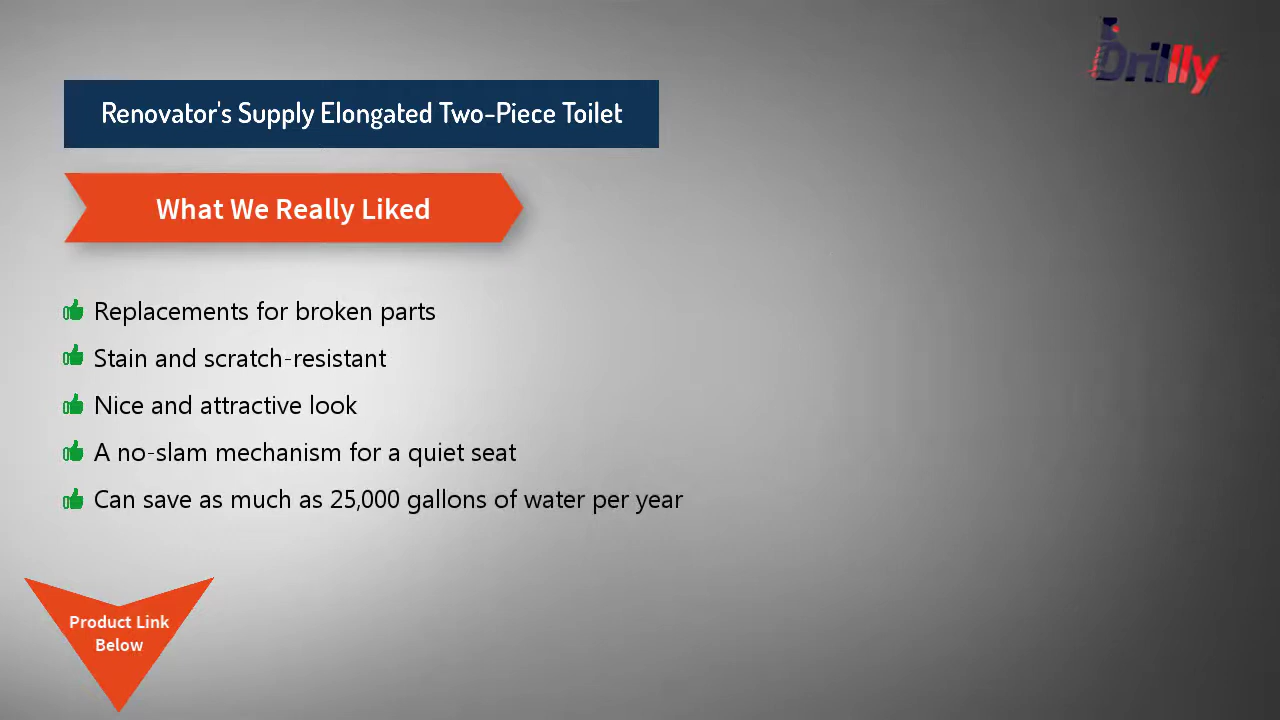 Drillly
Renovator's Supply Elongated Two-Piece Toilet
What We Really Liked
Replacements for broken parts
Stain and scratch-resistant
Nice and attractive look
A no-slam mechanism for a quiet seat
Can save as much as 25,000 gallons of water per year
Product Link
Below